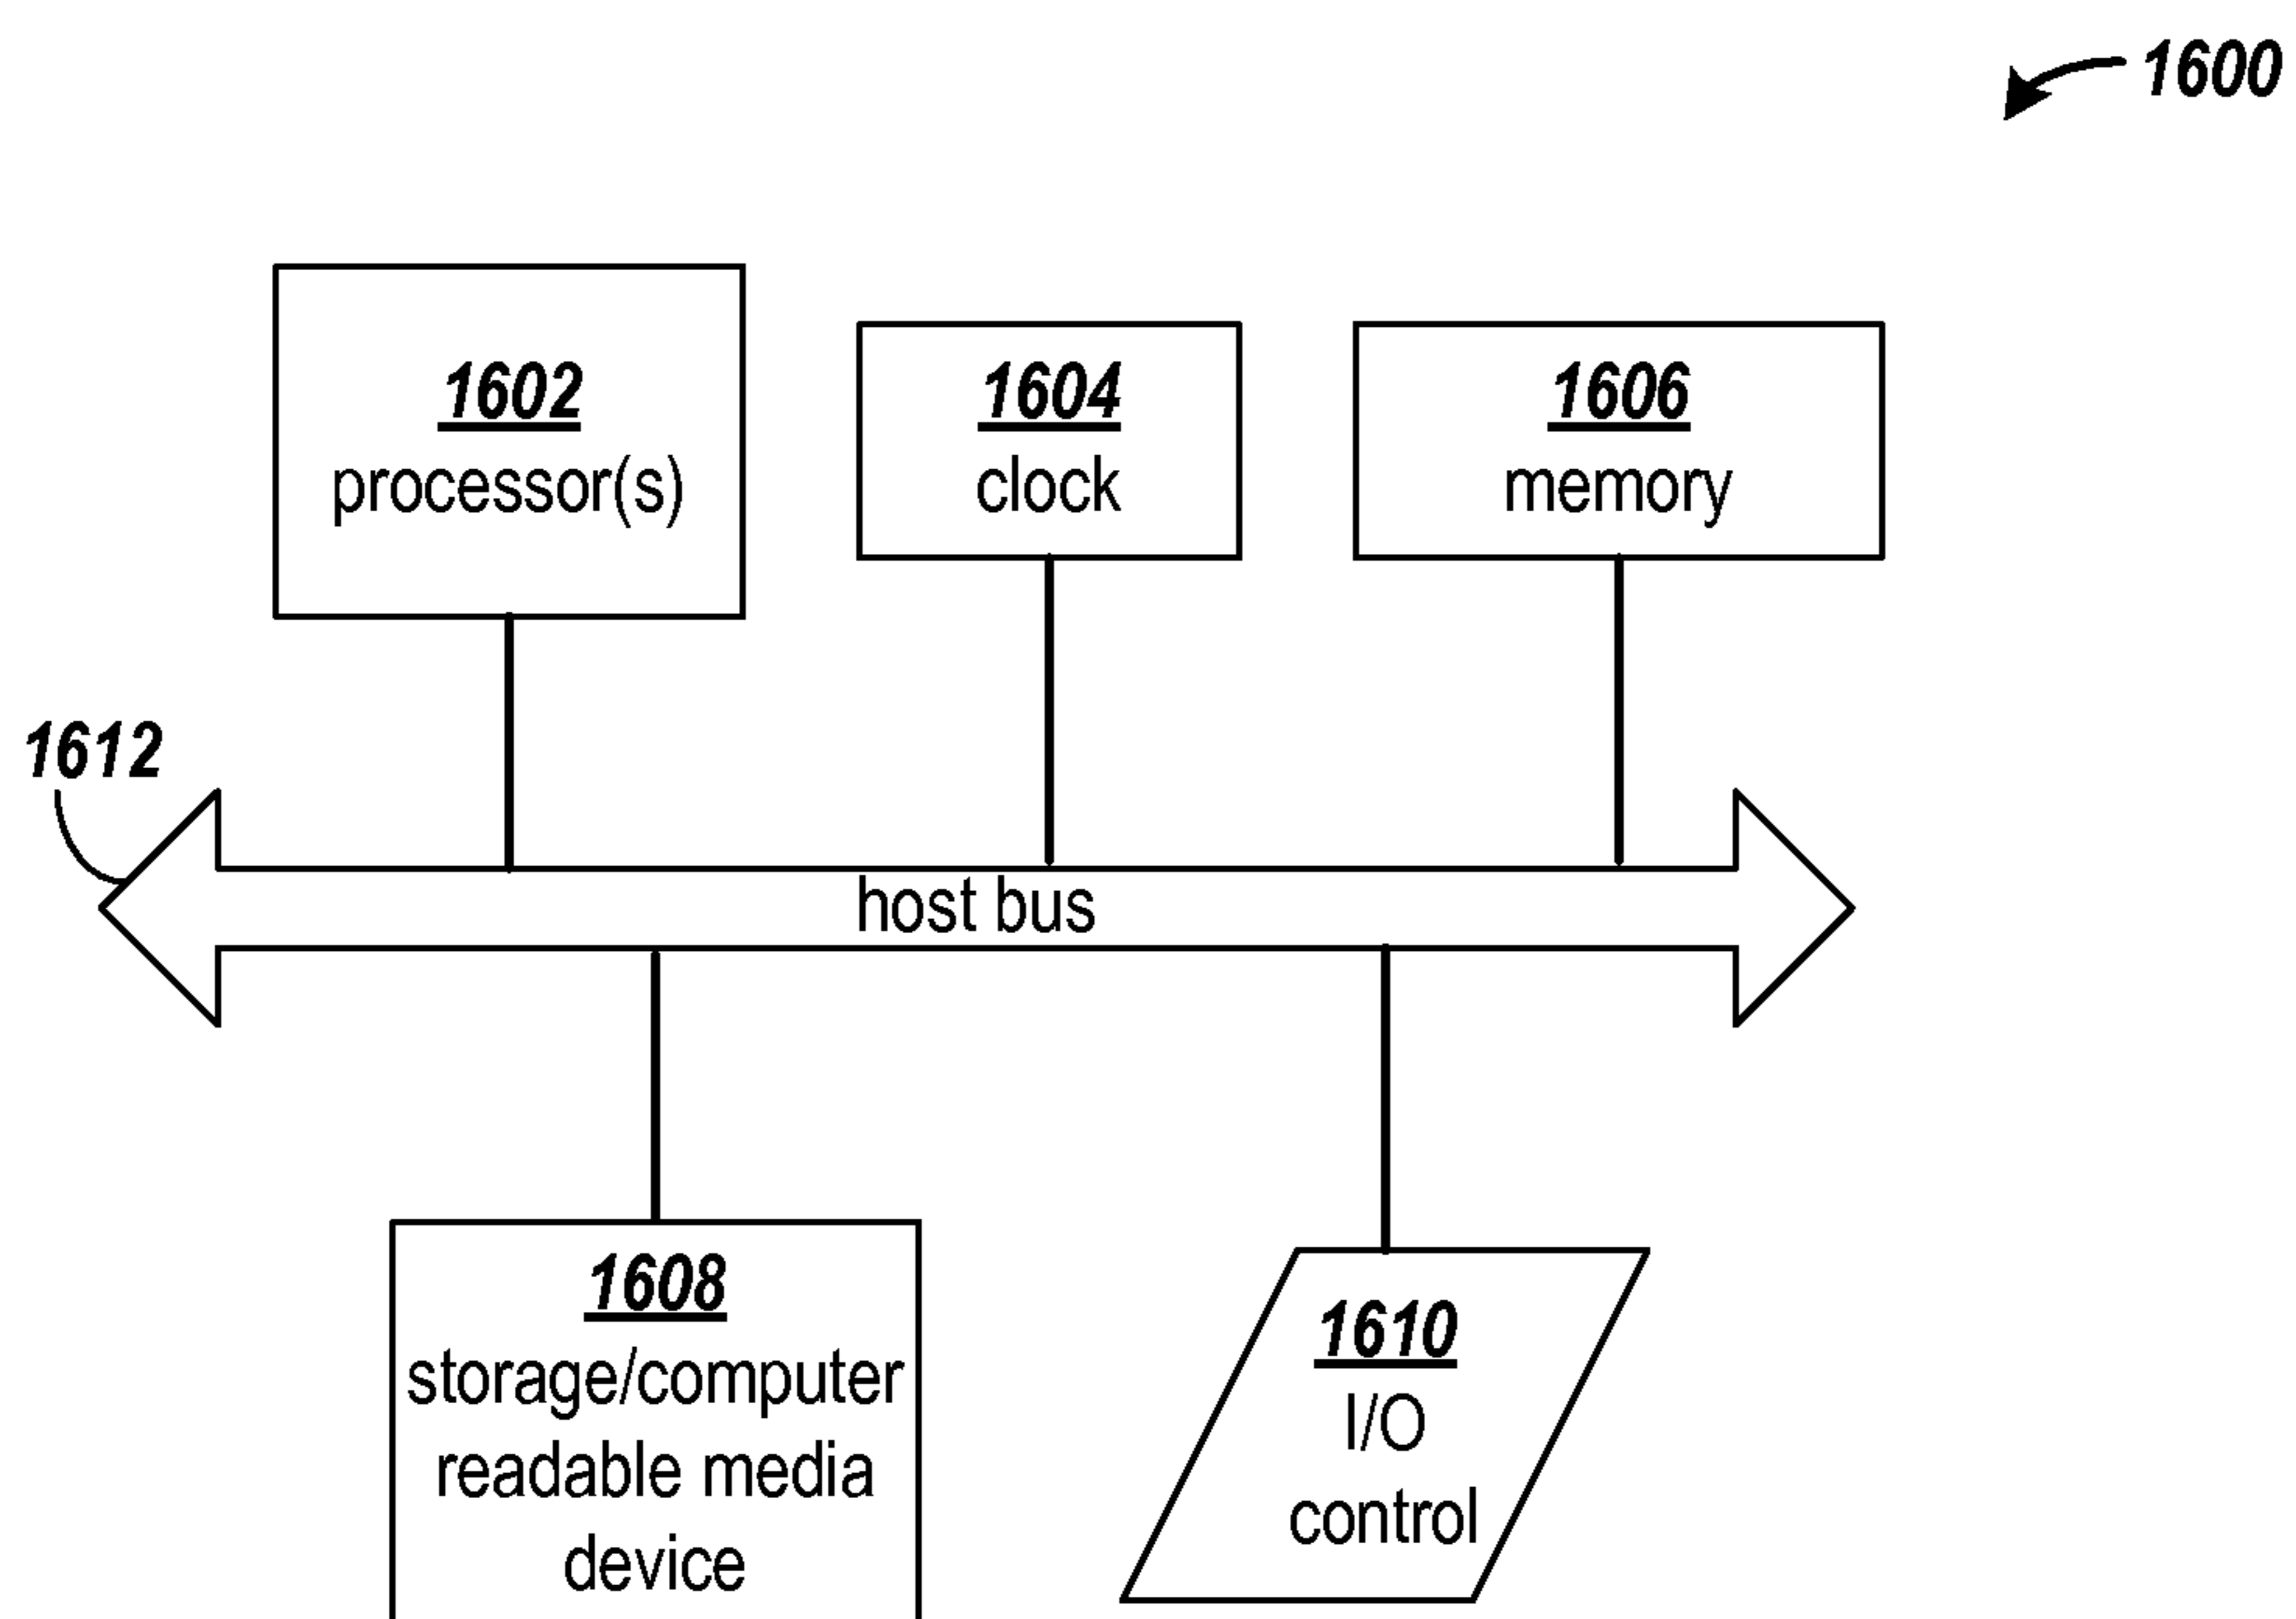 1600
1602
processor(s)
1604
clock
1606
memory
1612
host bus
1608
storage/computer
readable media
device
1610
I/O
control